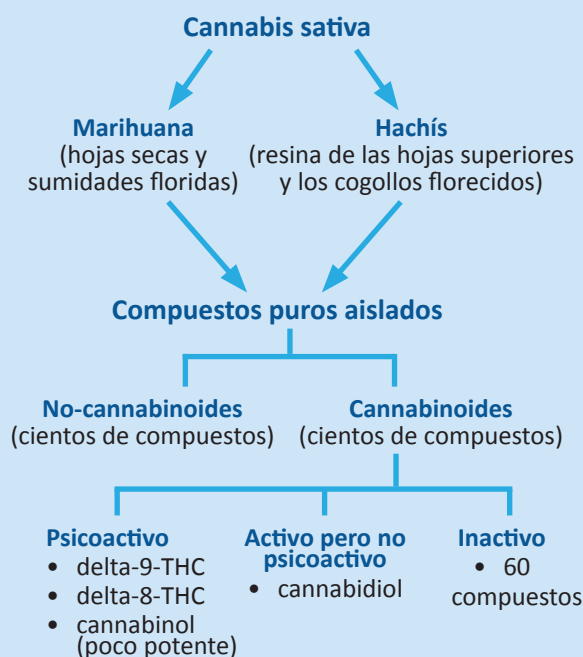 Cannabis sativa
Marihuana
(hojas secas y
sumidades floridas)
Hachís
(resina de las hojas superiores
y los cogollos florecidos)
Compuestos puros aislados
No-cannabinoides
(cientos de compuestos)
Cannabinoides
(cientos de compuestos)
Psicoactivo
• delta-9-THC
• delta-8-THC
• cannabinol
(poco potente)
Activo pero no
psicoactivo
• cannabidiol
Inactivo
• 60
compuestos